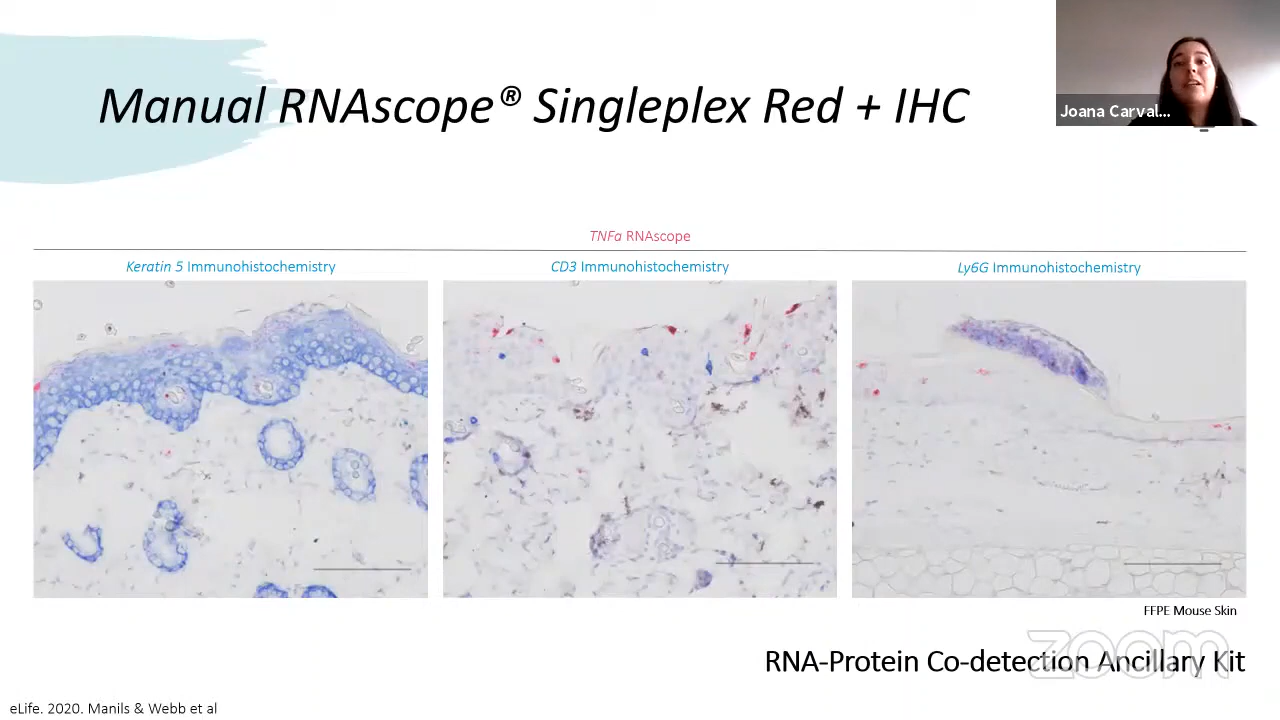 Manual RNAscope® Singleplex Red + IHC
Joana Carval...
TNFa RNAscope
Keratin 5 Immunohistochemistry
CD3 Immunohistochemistry
Ly6G Immunohistochemistry
FFPE Mouse Skin
zoom
RNA-Protein Co-detection Ancillary Kit
eLife. 2020. Manils & Webb et al